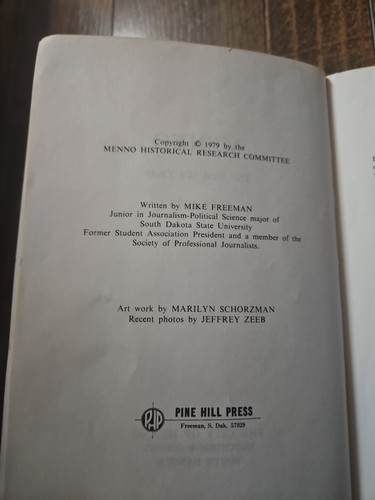 Copyright © 1979 by the
MENNO HISTORICAL RESEARCH COMMITTEE
Written by MIKE FREEMAN
Junior in Journalism-Political Science major of
South Dakota State University
Former Student Association President and a member of the
Society of Professional Journalists.
Art work by MARILYN SCHORZMAN
Recent photos by JEFFREY ZEEB
PHP
PINE HILL PRESS
Freeman, S. Dak. 57029